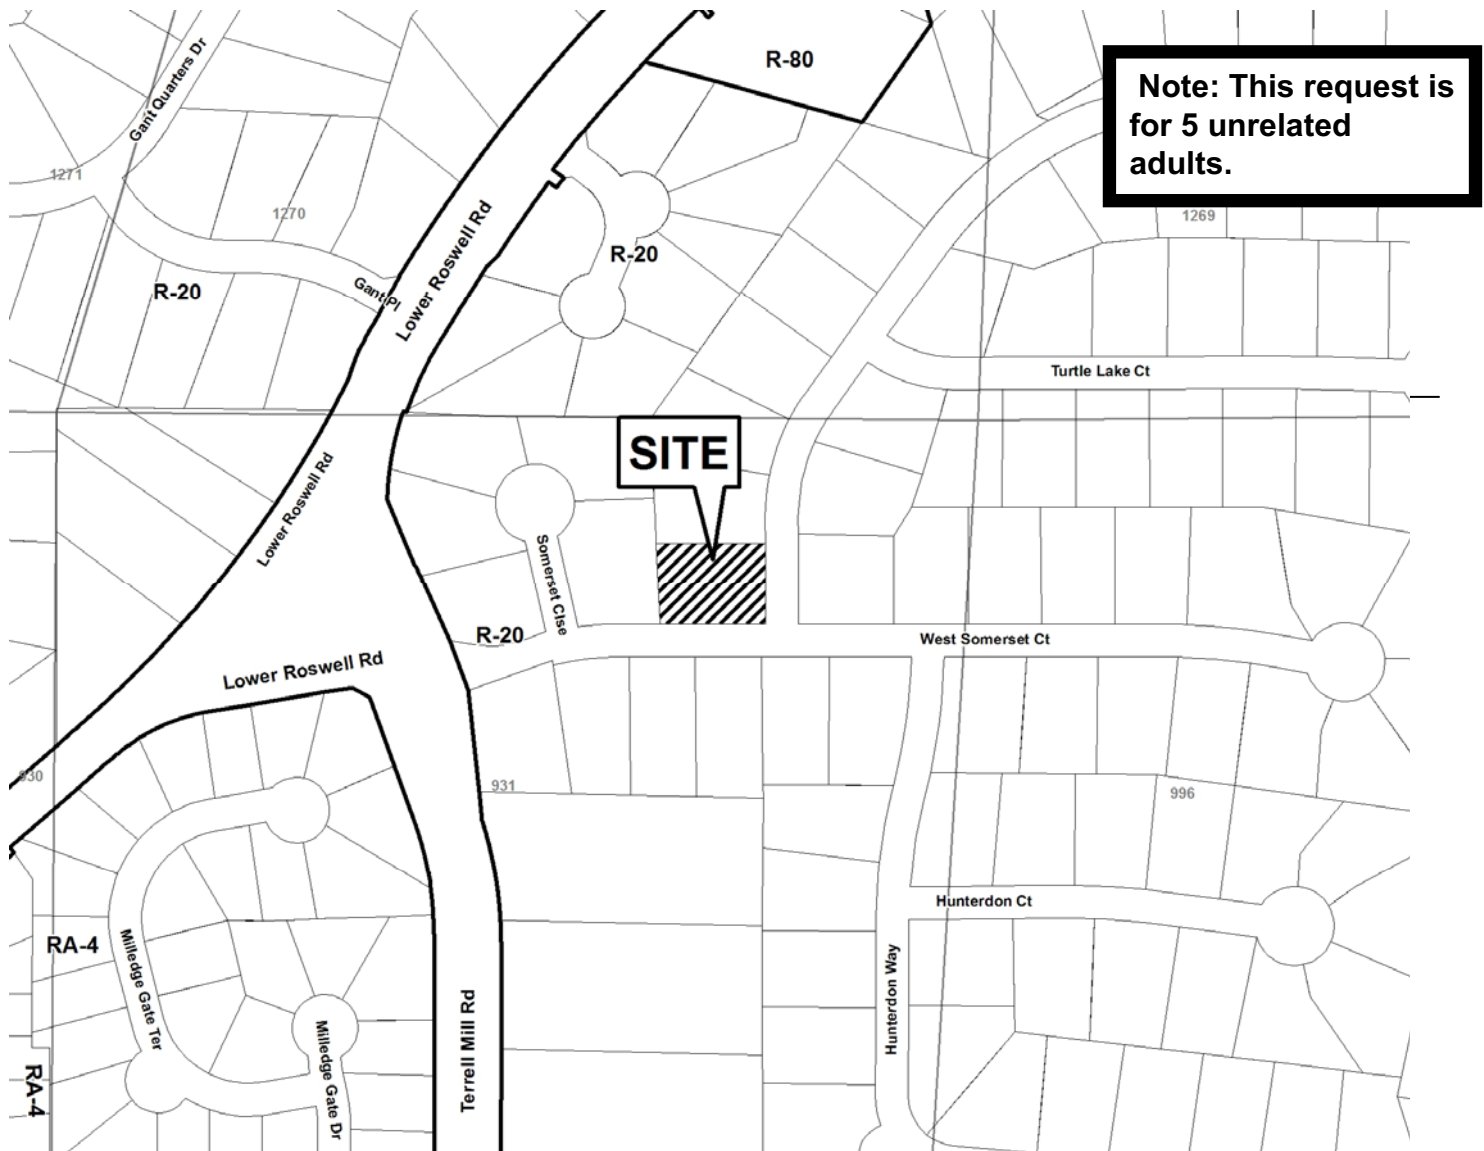 R-80
Note: This request is
for 5 unrelated
adults.
Gant Quarters Dr
1271
1270
1269
Lower Roswell Rd
R-20
R-20
Gant Pl
Turtle Lake Ct
SITE
Lower Roswell Rd
Somerset Clse
R-20
West Somerset Ct
Lower Roswell Rd
930
931
996
Hunterdon Ct
RA-4
Milledge Gate Ter
Hunterdon Way
Terrell Mill Rd
Milledge Gate Dr
RA-4